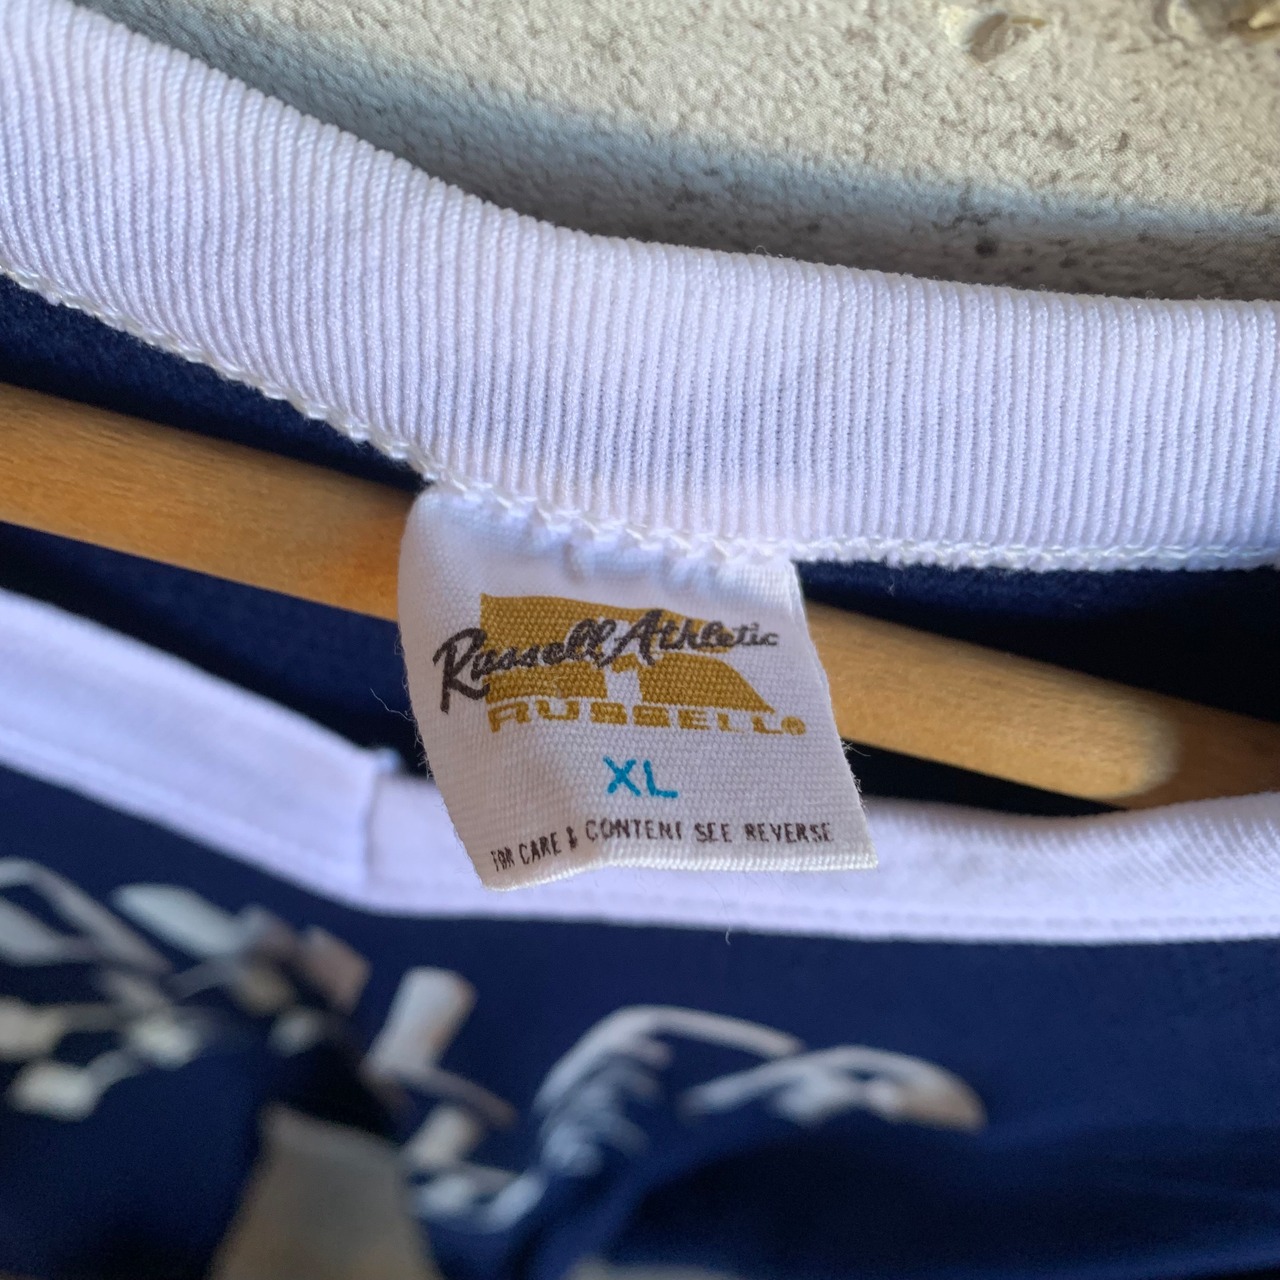 Russell Athletic
RUSSELL®
XL
FOR CARE & CONTENT SEE REVERSE